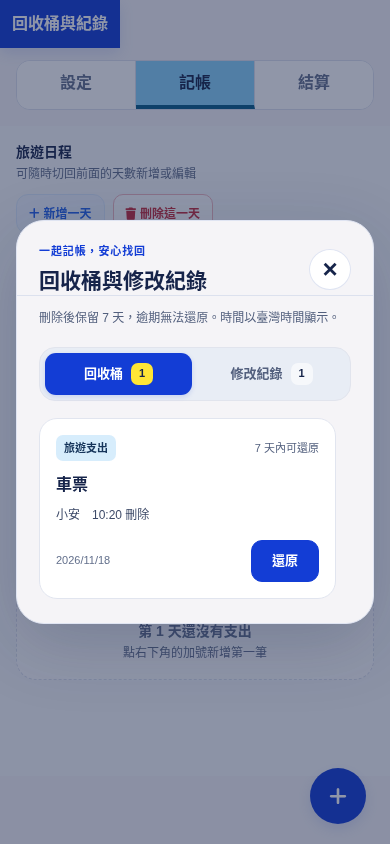 回收桶與紀錄
設定
記帳
結算
旅遊日程
可隨時切回前面的天數新增或編輯
新增一天
刪除這一天
一起記帳，安心找回
回收桶與修改紀錄
刪除後保留 7 天，逾期無法還原。時間以臺灣時間顯示。
回收桶 1
修改紀錄 1
旅遊支出
7 天內可還原
車票
小安　10:20 刪除
2026/11/18
還原
第 1 天還沒有支出
點右下角的加號新增第一筆